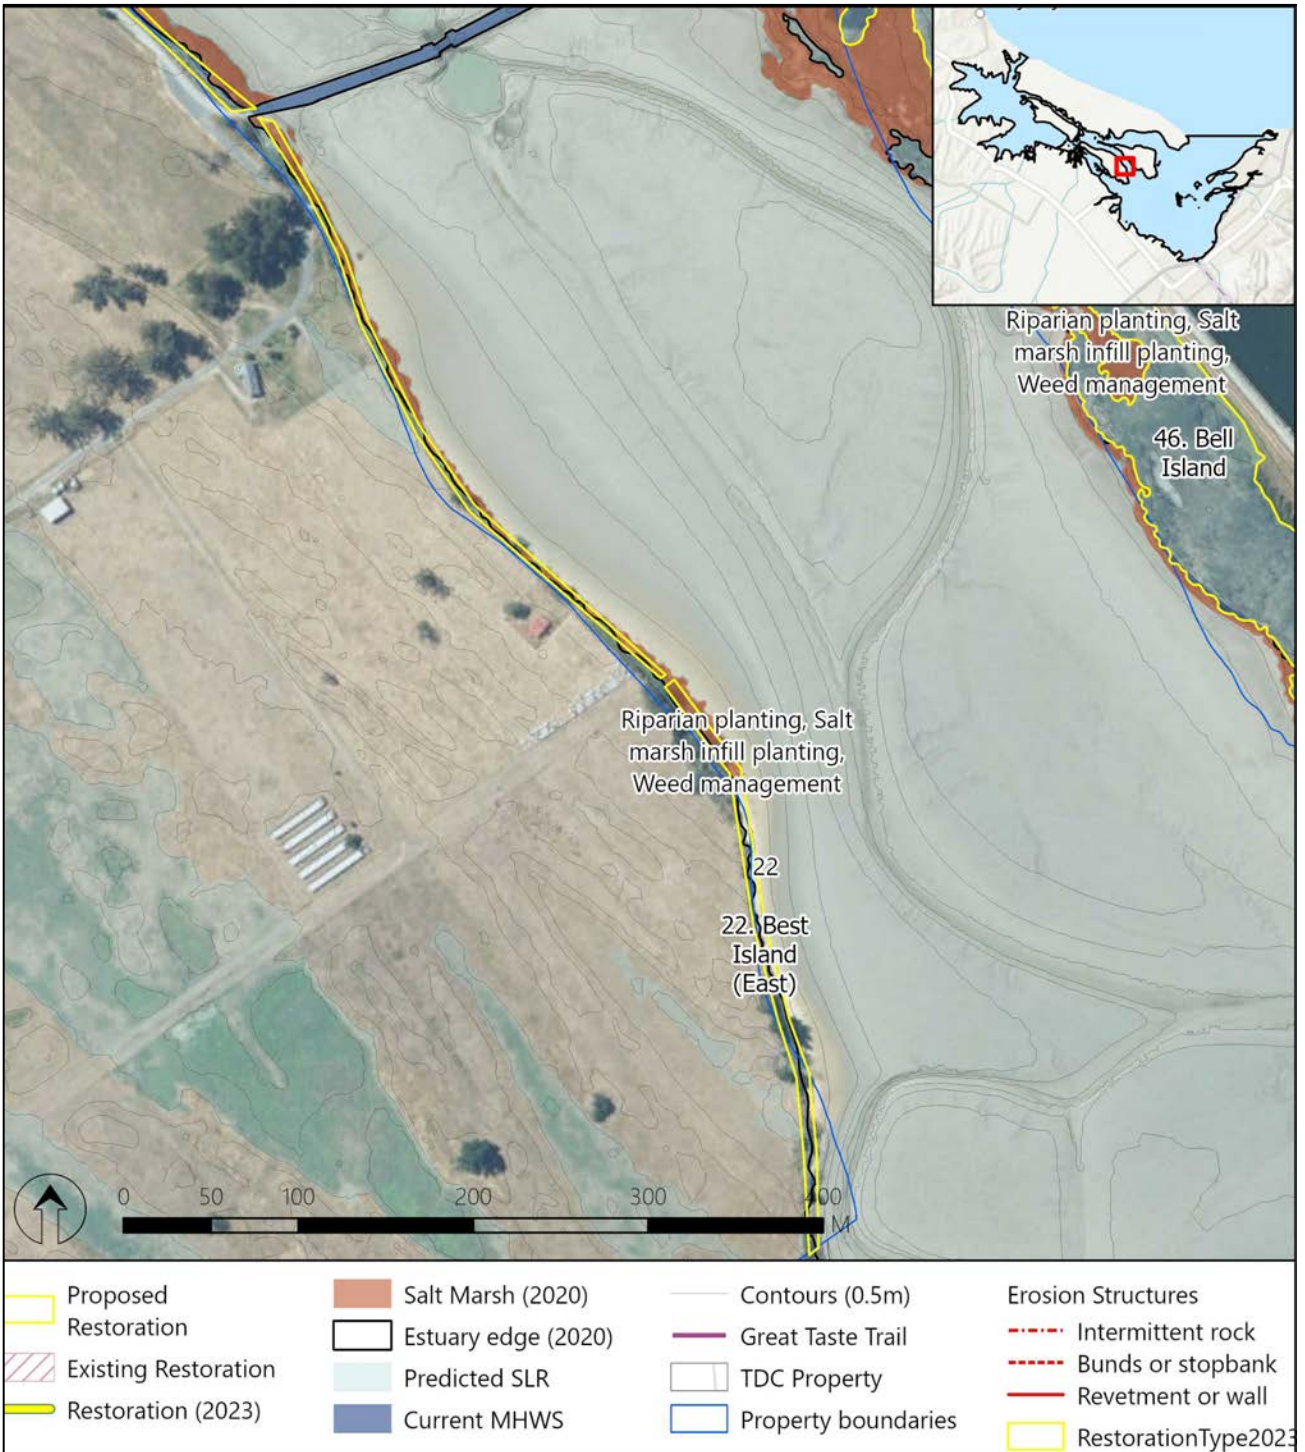 Riparian planting, Salt
marsh infill planting,
Weed management
46. Bell
Island
Riparian planting, Salt
marsh infill planting,
Weed management
22
22. Best
Island
(East)
0 50 100 200 300 400
M
Proposed
Restoration
Existing Restoration
Restoration (2023)
Salt Marsh (2020)
Estuary edge (2020)
Predicted SLR
Current MHWS
Contours (0.5m)
Great Taste Trail
TDC Property
Property boundaries
Erosion Structures
Intermittent rock
Bunds or stopbank
Revetment or wall
RestorationType2023